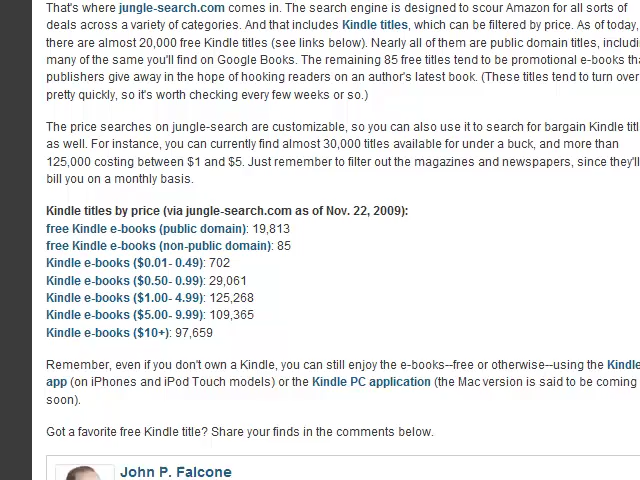 That's where jungle-search.com comes in. The search engine is designed to scour Amazon for all sorts of
deals across a variety of categories. And that includes Kindle titles, which can be filtered by price. As of today,
there are almost 20,000 free Kindle titles (see links below). Nearly all of them are public domain titles, includi
many of the same you'll find on Google Books. The remaining 85 free titles tend to be promotional e-books tha
publishers give away in the hope of hooking readers on an author's latest book. (These titles tend to turn over
pretty quickly, so it's worth checking every few weeks or so.)
The price searches on jungle-search are customizable, so you can also use it to search for bargain Kindle titl
as well. For instance, you can currently find almost 30,000 titles available for under a buck, and more than
125,000 costing between $1 and $5. Just remember to filter out the magazines and newspapers, since they'll
bill you on a monthly basis.
Kindle titles by price (via jungle-search.com as of Nov. 22, 2009):
free Kindle e-books (public domain): 19,813
free Kindle e-books (non-public domain): 85
Kindle e-books ($0.01- 0.49): 702
Kindle e-books ($0.50- 0.99): 29,061
Kindle e-books ($1.00- 4.99): 125,268
Kindle e-books ($5.00- 9.99): 109,365
Kindle e-books ($10+): 97,659
Remember, even if you don't own a Kindle, you can still enjoy the e-books--free or otherwise--using the Kindle
app (on iPhones and iPod Touch models) or the Kindle PC application (the Mac version is said to be coming
soon).
Got a favorite free Kindle title? Share your finds in the comments below.
John P. Falcone